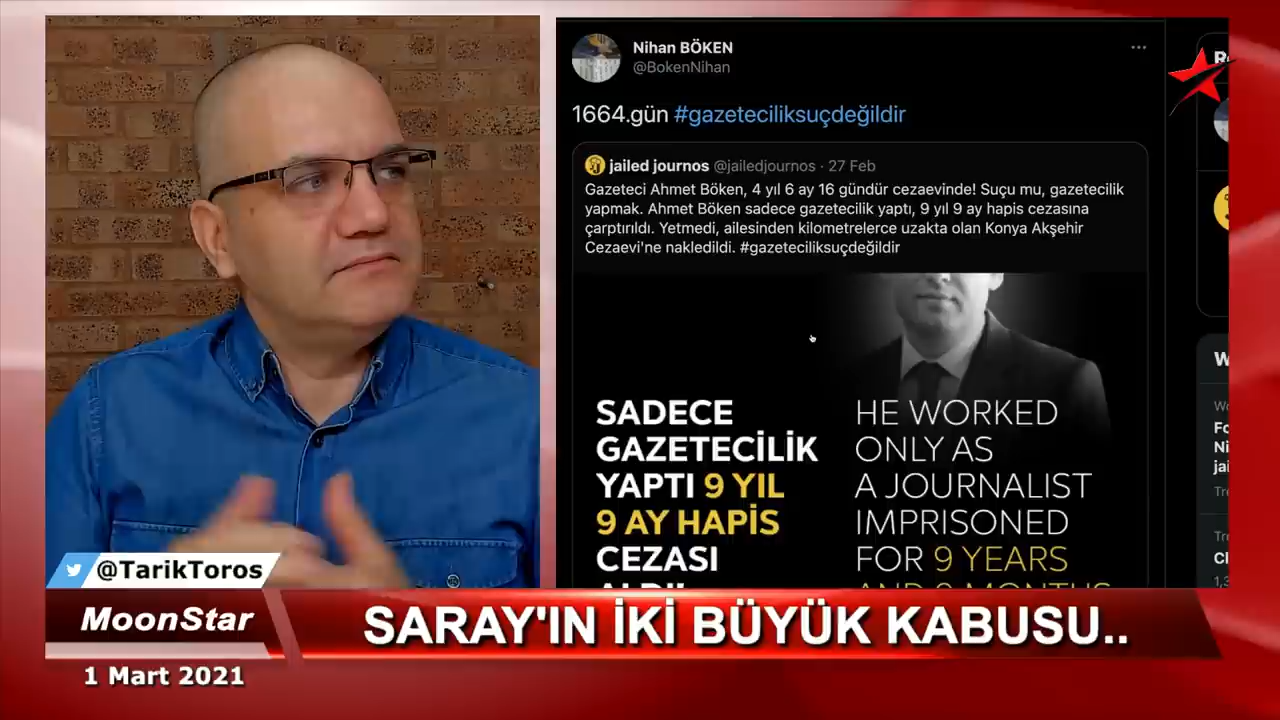 Nihan BÖKEN
@BokenNihan
1664.gün #gazeteciliksuçdeğildir
jailed journos @jailedjournos · 27 Feb
Gazeteci Ahmet Böken, 4 yıl 6 ay 16 gündür cezaevinde! Suçu mu, gazetecilik
yapmak. Ahmet Böken sadece gazetecilik yaptı, 9 yıl 9 ay hapis cezasına
çarptırıldı. Yetmedi, ailesinden kilometrelerce uzakta olan Konya Akşehir
Cezaevi'ne nakledildi. #gazeteciliksuçdeğildir
SADECE
GAZETECİLİK
YAPTI 9 YIL
9 AY HAPİS
CEZASI
HE WORKED
ONLY AS
A JOURNALIST
IMPRISONED
FOR 9 YEARS
@TarikToros
MoonStar
SARAY'IN İKİ BÜYÜK KABUSU..
1 Mart 2021